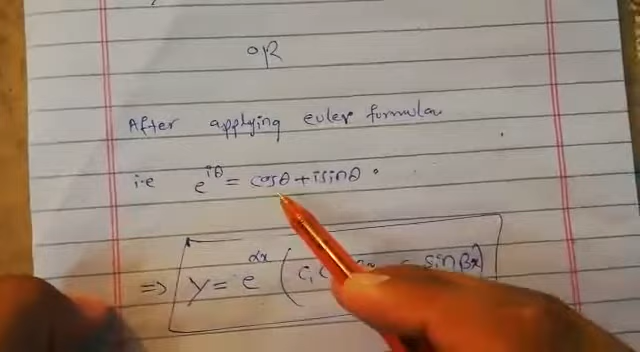 OR
After applying euler formula
i.e e^{iθ} = cosθ + isinθ.
⇒ y = e^{αx} ( c₁ sinβx)